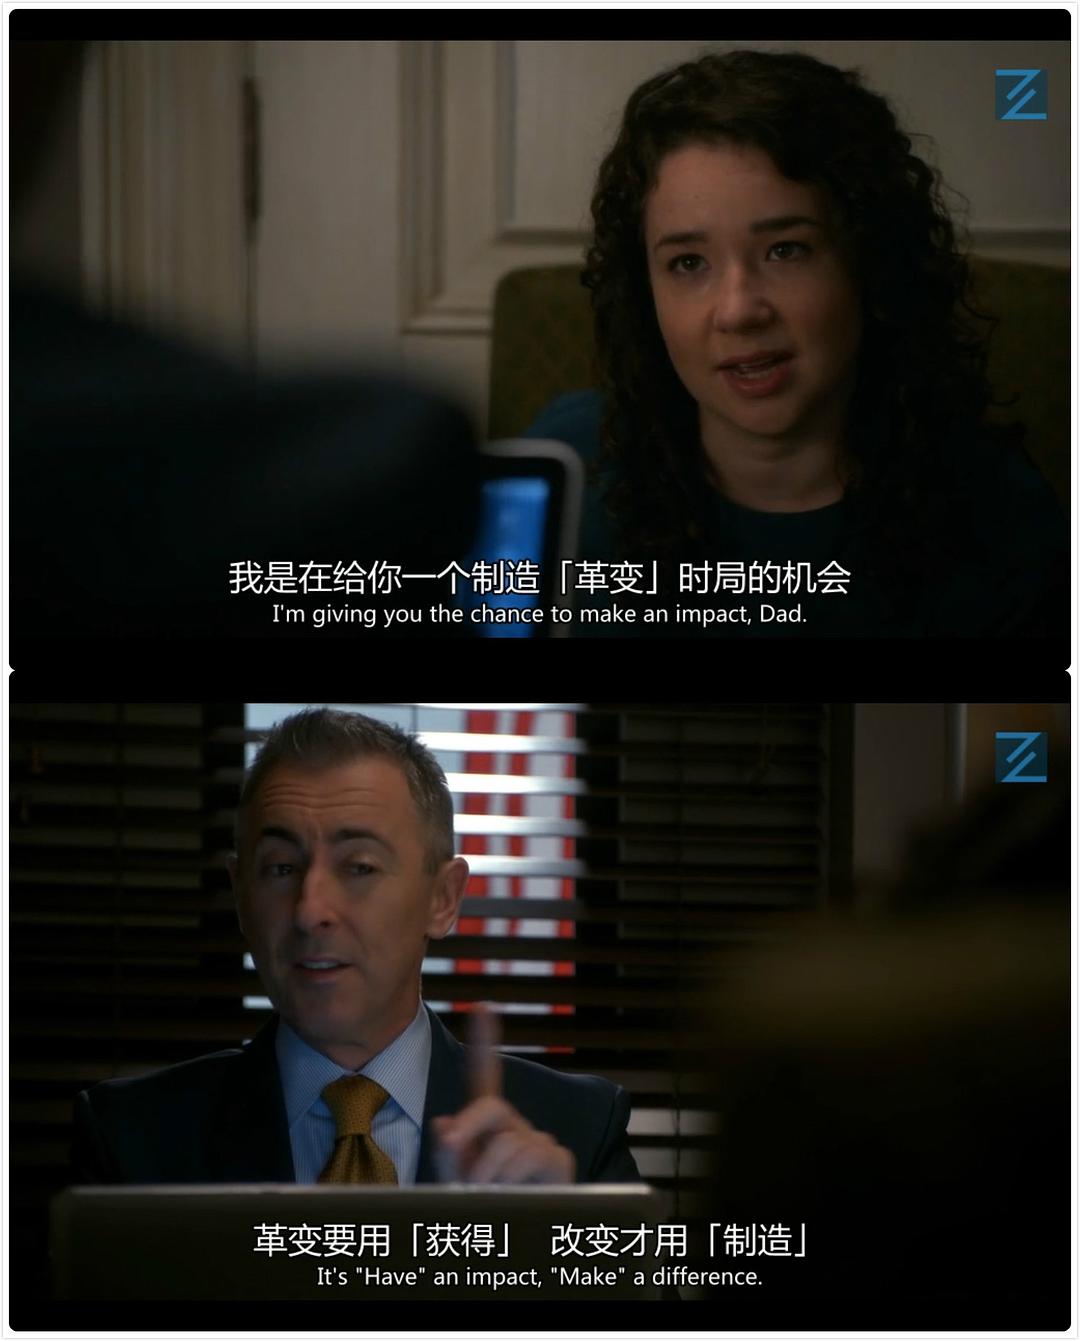 我是在给你一个制造「革变」时局的机会
I'm giving you the chance to make an impact, Dad.
革变要用「获得」 改变才用「制造」
It's "Have" an impact, "Make" a difference.